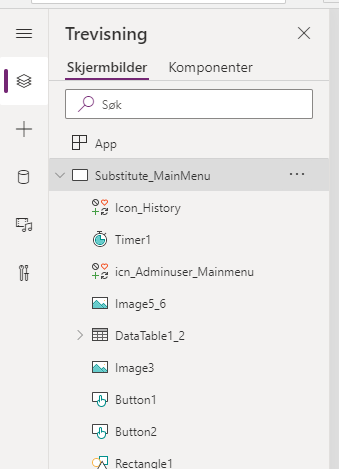 Trevisning
Skjermbilder
Komponenter
Søk
App
Substitute_MainMenu
Icon_History
Timer1
icn_Adminuser_Mainmenu
Image5_6
DataTable1_2
Image3
Button1
Button2
Rectangle1